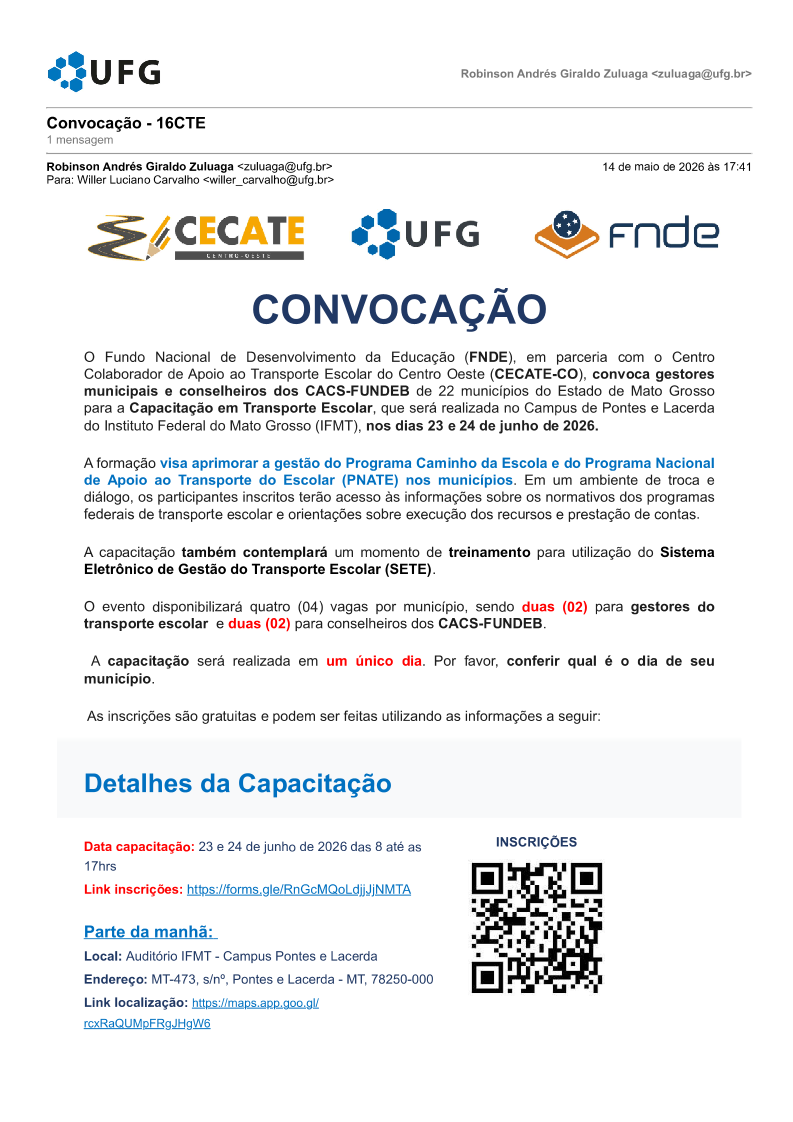 UFG
Robinson Andrés Giraldo Zuluaga <zuluaga@ufg.br>
Convocação - 16CTE
1 mensagem
Robinson Andrés Giraldo Zuluaga <zuluaga@ufg.br>
14 de maio de 2026 às 17:41
Para: Willer Luciano Carvalho <willer_carvalho@ufg.br>
CECATE
CENTRO-OESTE
UFG
fnde
CONVOCAÇÃO
O Fundo Nacional de Desenvolvimento da Educação (FNDE), em parceria com o Centro
Colaborador de Apoio ao Transporte Escolar do Centro Oeste (CECATE-CO), convoca gestores
municipais e conselheiros dos CACS-FUNDEB de 22 municípios do Estado de Mato Grosso
para a Capacitação em Transporte Escolar, que será realizada no Campus de Pontes e Lacerda
do Instituto Federal do Mato Grosso (IFMT), nos dias 23 e 24 de junho de 2026.
A formação visa aprimorar a gestão do Programa Caminho da Escola e do Programa Nacional
de Apoio ao Transporte do Escolar (PNATE) nos municípios. Em um ambiente de troca e
diálogo, os participantes inscritos terão acesso às informações sobre os normativos dos programas
federais de transporte escolar e orientações sobre execução dos recursos e prestação de contas.
A capacitação também contemplará um momento de treinamento para utilização do Sistema
Eletrônico de Gestão do Transporte Escolar (SETE).
O evento disponibilizará quatro (04) vagas por município, sendo duas (02) para gestores do
transporte escolar e duas (02) para conselheiros dos CACS-FUNDEB.
A capacitação será realizada em um único dia. Por favor, conferir qual é o dia de seu
município.
As inscrições são gratuitas e podem ser feitas utilizando as informações a seguir:
Detalhes da Capacitação
Data capacitação: 23 e 24 de junho de 2026 das 8 até as
17hrs
Link inscrições: https://forms.gle/RnGcMQoLdjjJjNMTA
INSCRIÇÕES
Parte da manhã:
Local: Auditório IFMT - Campus Pontes e Lacerda
Endereço: MT-473, s/nº, Pontes e Lacerda - MT, 78250-000
Link localização: https://maps.app.goo.gl/
rcxRaQUMpFRgJHgW6